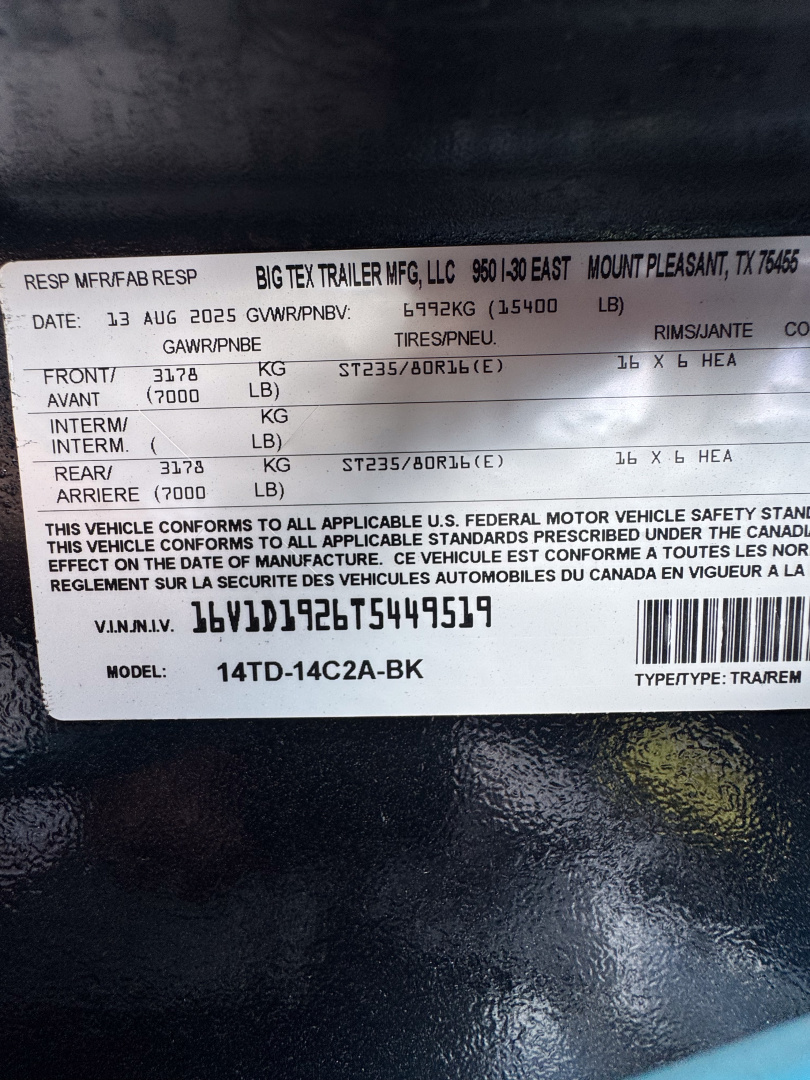 RESP MFR/FAB RESP BIG TEX TRAILER MFG, LLC 950 I-30 EAST MOUNT PLEASANT, TX 75455
DATE: 13 AUG 2025 GVWR/PNBV: 6992KG (15400 LB)
GAWR/PNBE TIRES/PNEU. RIMS/JANTE CO
FRONT/ 3178 KG ST235/80R16(E) 16 X 6 HEA
AVANT (7000 LB)
INTERM/ KG
INTERM. ( LB)
REAR/ 3178 KG ST235/80R16(E) 16 X 6 HEA
ARRIERE (7000 LB)
THIS VEHICLE CONFORMS TO ALL APPLICABLE U.S. FEDERAL MOTOR VEHICLE SAFETY STAND
THIS VEHICLE CONFORMS TO ALL APPLICABLE STANDARDS PRESCRIBED UNDER THE CANADI
EFFECT ON THE DATE OF MANUFACTURE. CE VEHICULE EST CONFORME A TOUTES LES NOR
REGLEMENT SUR LA SECURITE DES VEHICULES AUTOMOBILES DU CANADA EN VIGUEUR A LA
V.I.N./N.I.V. 16V1D1926T5449519
MODEL: 14TD-14C2A-BK
TYPE/TYPE: TRA/REM